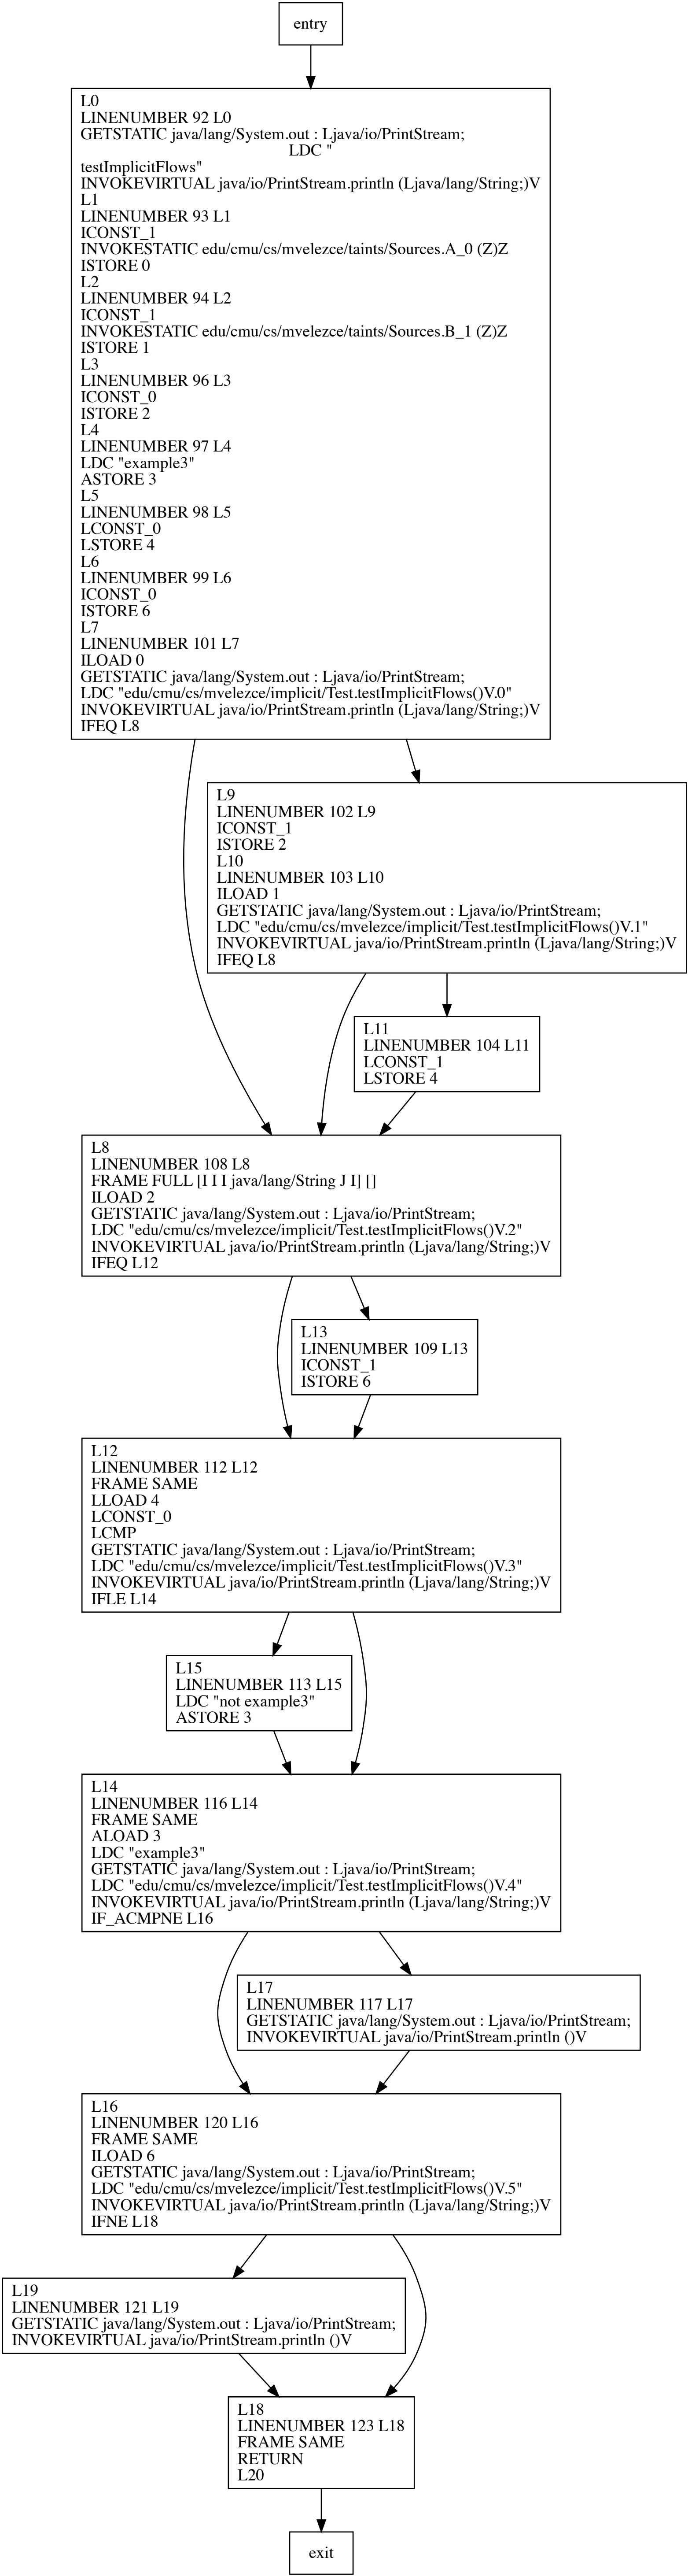 entry
L0
LINENUMBER 92 L0
GETSTATIC java/lang/System.out : Ljava/io/PrintStream;
LDC "
testImplicitFlows"
INVOKEVIRTUAL java/io/PrintStream.println (Ljava/lang/String;)V
L1
LINENUMBER 93 L1
ICONST_1
INVOKESTATIC edu/cmu/cs/mvelezce/taints/Sources.A_0 (Z)Z
ISTORE 0
L2
LINENUMBER 94 L2
ICONST_1
INVOKESTATIC edu/cmu/cs/mvelezce/taints/Sources.B_1 (Z)Z
ISTORE 1
L3
LINENUMBER 96 L3
ICONST_0
ISTORE 2
L4
LINENUMBER 97 L4
LDC "example3"
ASTORE 3
L5
LINENUMBER 98 L5
LCONST_0
LSTORE 4
L6
LINENUMBER 99 L6
ICONST_0
ISTORE 6
L7
LINENUMBER 101 L7
ILOAD 0
GETSTATIC java/lang/System.out : Ljava/io/PrintStream;
LDC "edu/cmu/cs/mvelezce/implicit/Test.testImplicitFlows()V.0"
INVOKEVIRTUAL java/io/PrintStream.println (Ljava/lang/String;)V
IFEQ L8
L9
LINENUMBER 102 L9
ICONST_1
ISTORE 2
L10
LINENUMBER 103 L10
ILOAD 1
GETSTATIC java/lang/System.out : Ljava/io/PrintStream;
LDC "edu/cmu/cs/mvelezce/implicit/Test.testImplicitFlows()V.1"
INVOKEVIRTUAL java/io/PrintStream.println (Ljava/lang/String;)V
IFEQ L8
L11
LINENUMBER 104 L11
LCONST_1
LSTORE 4
L8
LINENUMBER 108 L8
FRAME FULL [I I I java/lang/String J I] []
ILOAD 2
GETSTATIC java/lang/System.out : Ljava/io/PrintStream;
LDC "edu/cmu/cs/mvelezce/implicit/Test.testImplicitFlows()V.2"
INVOKEVIRTUAL java/io/PrintStream.println (Ljava/lang/String;)V
IFEQ L12
L13
LINENUMBER 109 L13
ICONST_1
ISTORE 6
L12
LINENUMBER 112 L12
FRAME SAME
LLOAD 4
LCONST_0
LCMP
GETSTATIC java/lang/System.out : Ljava/io/PrintStream;
LDC "edu/cmu/cs/mvelezce/implicit/Test.testImplicitFlows()V.3"
INVOKEVIRTUAL java/io/PrintStream.println (Ljava/lang/String;)V
IFLE L14
L15
LINENUMBER 113 L15
LDC "not example3"
ASTORE 3
L14
LINENUMBER 116 L14
FRAME SAME
ALOAD 3
LDC "example3"
GETSTATIC java/lang/System.out : Ljava/io/PrintStream;
LDC "edu/cmu/cs/mvelezce/implicit/Test.testImplicitFlows()V.4"
INVOKEVIRTUAL java/io/PrintStream.println (Ljava/lang/String;)V
IF_ACMPNE L16
L17
LINENUMBER 117 L17
GETSTATIC java/lang/System.out : Ljava/io/PrintStream;
INVOKEVIRTUAL java/io/PrintStream.println ()V
L16
LINENUMBER 120 L16
FRAME SAME
ILOAD 6
GETSTATIC java/lang/System.out : Ljava/io/PrintStream;
LDC "edu/cmu/cs/mvelezce/implicit/Test.testImplicitFlows()V.5"
INVOKEVIRTUAL java/io/PrintStream.println (Ljava/lang/String;)V
IFNE L18
L19
LINENUMBER 121 L19
GETSTATIC java/lang/System.out : Ljava/io/PrintStream;
INVOKEVIRTUAL java/io/PrintStream.println ()V
L18
LINENUMBER 123 L18
FRAME SAME
RETURN
L20
exit